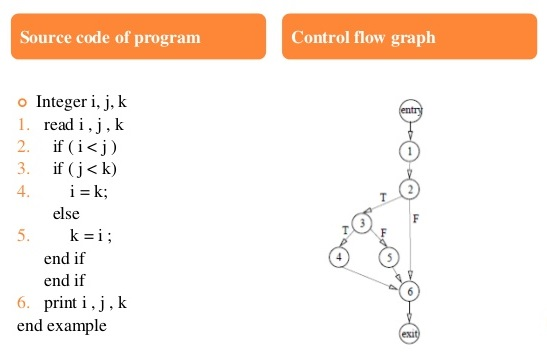 Source code of program
Control flow graph
Integer i, j, k
1. read i , j , k
2. if ( i < j )
3. if ( j < k)
4. i = k;
else
5. k = i ;
end if
end if
6. print i , j , k
end example
entry
1
2
T
F
3
T
F
4
5
6
exit